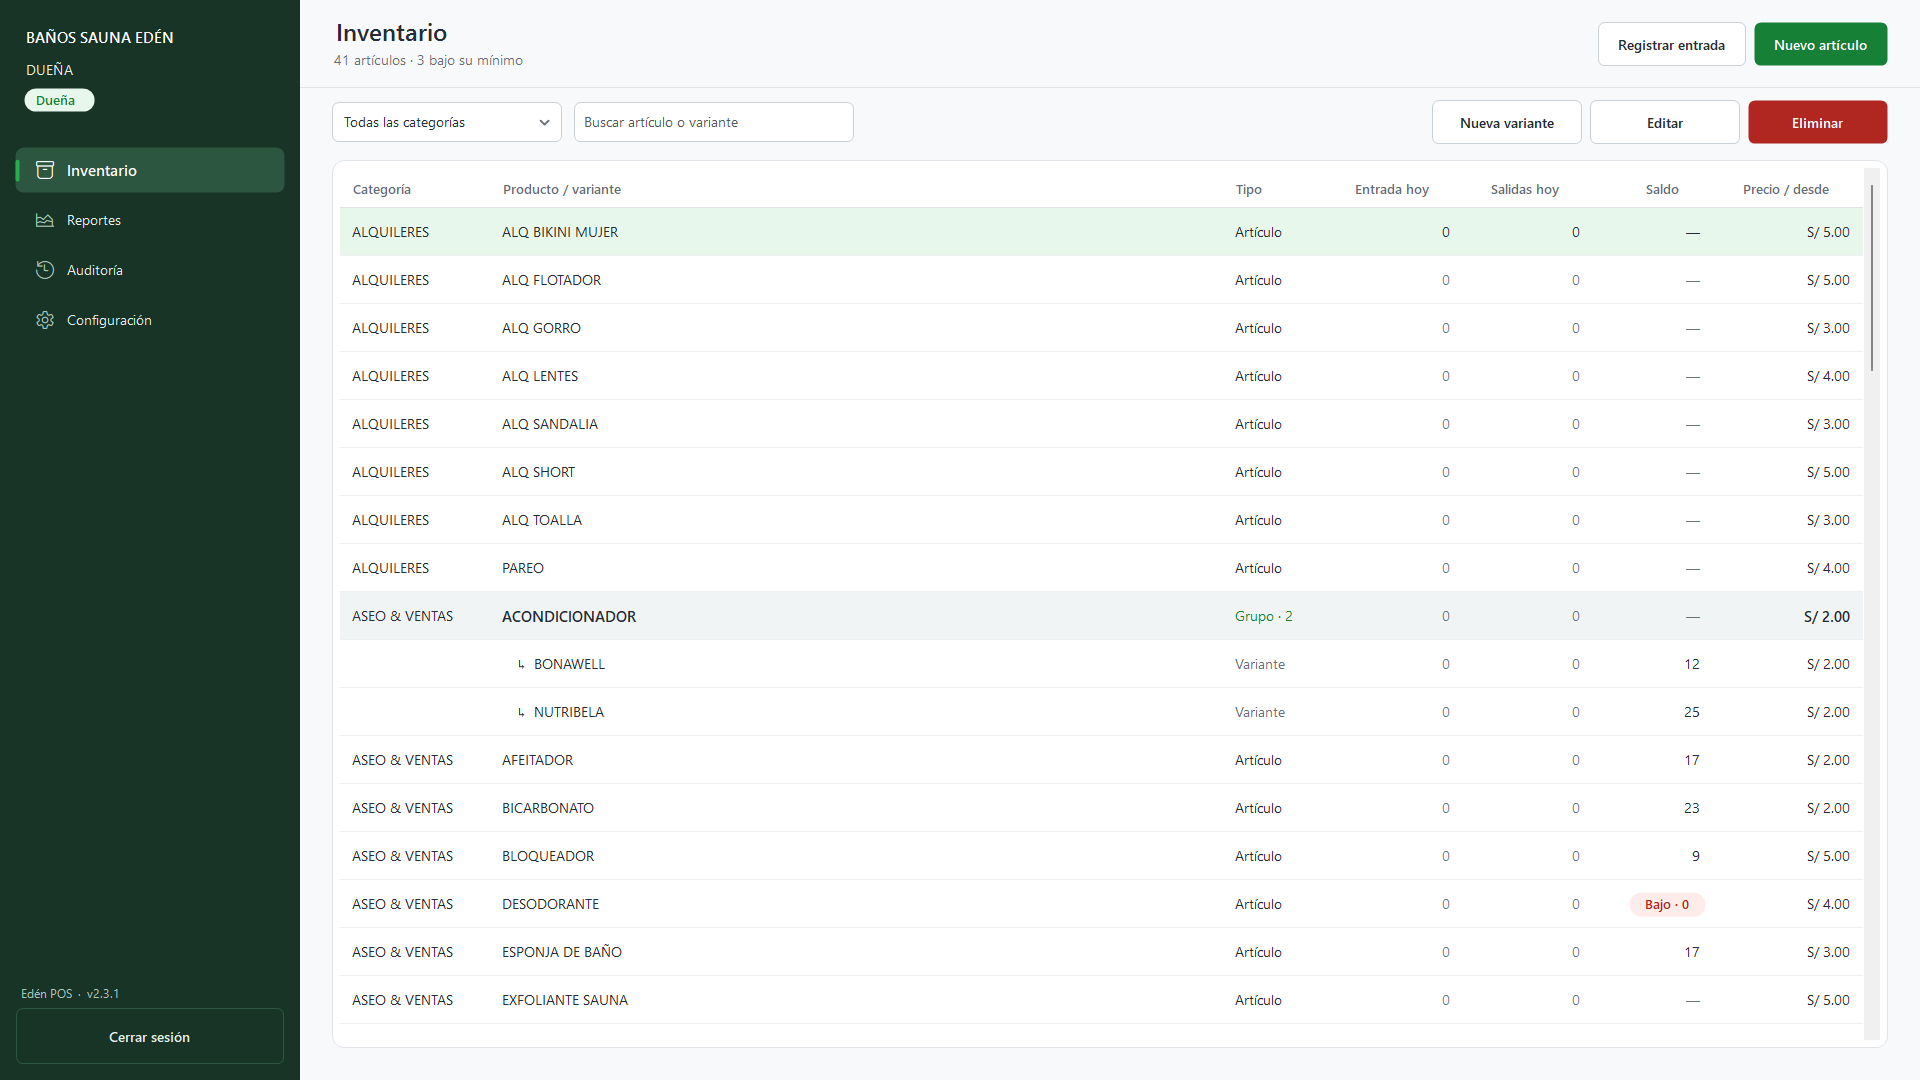 BAÑOS SAUNA EDÉN
DUEÑA
Dueña
Inventario
Reportes
Auditoría
Configuración
Edén POS · v2.3.1
Cerrar sesión
Inventario
41 artículos · 3 bajo su mínimo
Registrar entrada
Nuevo artículo
Todas las categorías
Buscar artículo o variante
Nueva variante
Editar
Eliminar
Categoría Producto / variante Tipo Entrada hoy Salidas hoy Saldo Precio / desde
ALQUILERES ALQ BIKINI MUJER Artículo 0 0 — S/ 5.00
ALQUILERES ALQ FLOTADOR Artículo 0 0 — S/ 5.00
ALQUILERES ALQ GORRO Artículo 0 0 — S/ 3.00
ALQUILERES ALQ LENTES Artículo 0 0 — S/ 4.00
ALQUILERES ALQ SANDALIA Artículo 0 0 — S/ 3.00
ALQUILERES ALQ SHORT Artículo 0 0 — S/ 5.00
ALQUILERES ALQ TOALLA Artículo 0 0 — S/ 3.00
ALQUILERES PAREO Artículo 0 0 — S/ 4.00
ASEO & VENTAS ACONDICIONADOR Grupo · 2 0 0 — S/ 2.00
↳ BONAWELL Variante 0 0 12 S/ 2.00
↳ NUTRIBELA Variante 0 0 25 S/ 2.00
ASEO & VENTAS AFEITADOR Artículo 0 0 17 S/ 2.00
ASEO & VENTAS BICARBONATO Artículo 0 0 23 S/ 2.00
ASEO & VENTAS BLOQUEADOR Artículo 0 0 9 S/ 5.00
ASEO & VENTAS DESODORANTE Artículo 0 0 Bajo · 0 S/ 4.00
ASEO & VENTAS ESPONJA DE BAÑO Artículo 0 0 17 S/ 3.00
ASEO & VENTAS EXFOLIANTE SAUNA Artículo 0 0 — S/ 5.00